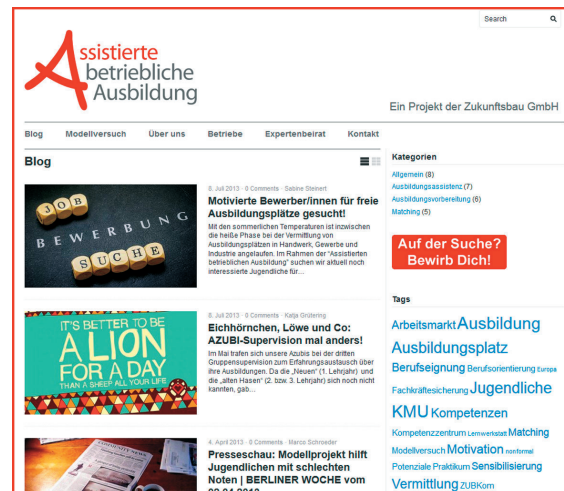 Search
Assistierte
betriebliche
Ausbildung
Ein Projekt der Zukunftsbau GmbH
Blog Modellversuch Über uns Betriebe Expertenbeirat Kontakt
Blog
JOB
BEWERBUNG
SUCHE
8. Juli 2013 · 0 Comments · Sabine Steinert
Motivierte Bewerber/innen für freie
Ausbildungsplätze gesucht!
Mit den sommerlichen Temperaturen ist inzwischen
die heiße Phase bei der Vermittlung von
Ausbildungsplätzen in Handwerk, Gewerbe und
Industrie angelaufen. Im Rahmen der "Assistierten
betrieblichen Ausbildung" suchen wir aktuell noch
interessierte Jugendliche für…
IT'S BETTER TO BE
A LION
FOR A DAY
THAN A SHEEP ALL YOUR LIFE
8. Juli 2013 · 0 Comments · Katja Grütering
Eichhörnchen, Löwe und Co:
AZUBI-Supervision mal anders!
Im Mai trafen sich unsere Azubis bei der dritten
Gruppensupervision zum Erfahrungsaustausch über
ihre Ausbildungen. Da die „Neuen" (1. Lehrjahr) und
die „alten Hasen" (2. bzw. 3. Lehrjahr) sich noch nicht
kannten, gab…
4. April 2013 · 0 Comments · Marco Schroeder
Presseschau: Modellprojekt hilft
Jugendlichen mit schlechten
Noten | BERLINER WOCHE vom
Kategorien
Allgemein (8)
Ausbildungsassistenz (7)
Ausbildungsvorbereitung (6)
Matching (5)
Auf der Suche?
Bewirb Dich!
Tags
Arbeitsmarkt Ausbildung
Ausbildungsplatz
Berufseignung Berufsorientierung Europa
Fachkräftesicherung Jugendliche
KMU Kompetenzen
Kompetenzzentrum Lernwerkstatt Matching
Modellversuch Motivation nonformal
Potenziale Praktikum Sensibilisierung
Vermittlung ZUBKom